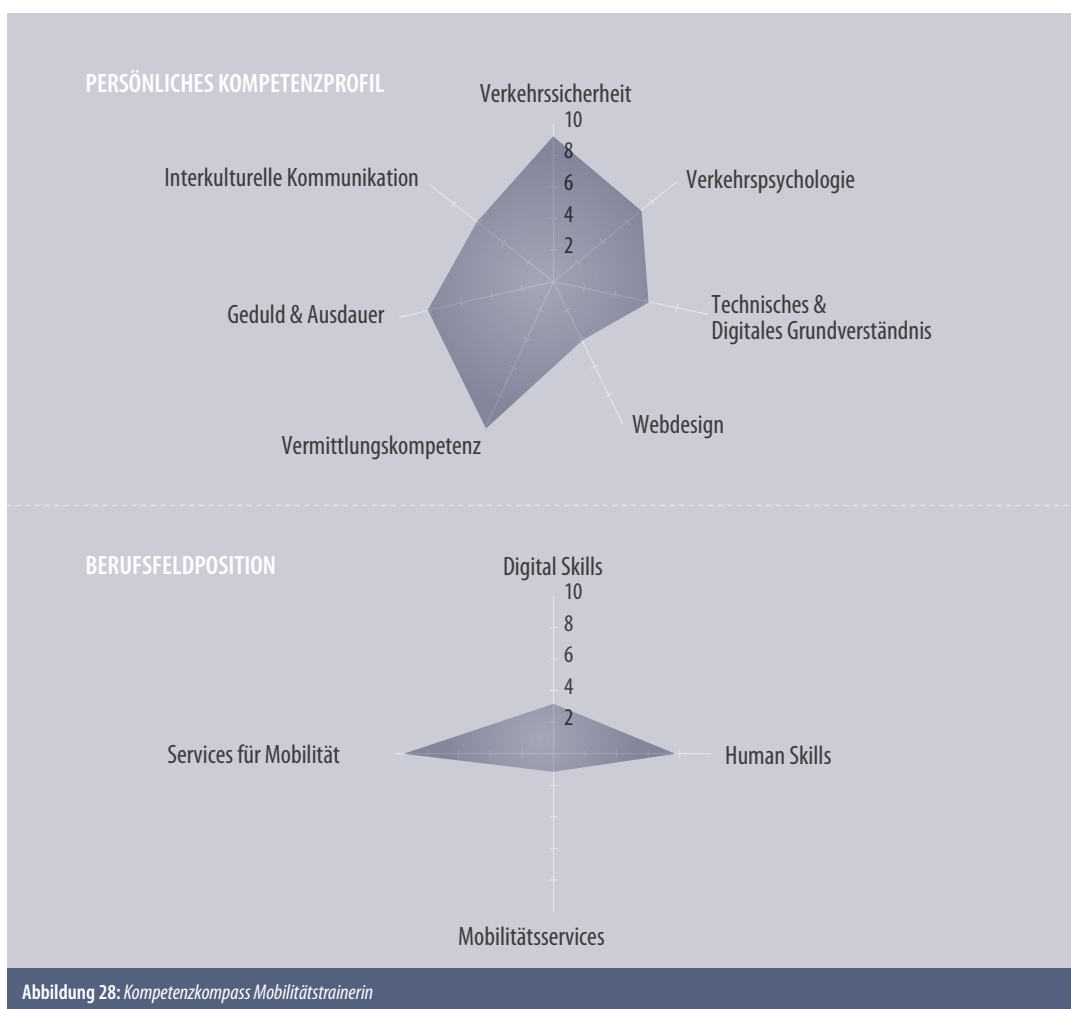 PERSÖNLICHES KOMPETENZPROFIL
Verkehrssicherheit
10
8
6
4
2
Interkulturelle Kommunikation
Verkehrspsychologie
Geduld & Ausdauer
Technisches &
Digitales Grundverständnis
Webdesign
Vermittlungskompetenz
BERUFSFELDPOSITION
Digital Skills
10
8
6
4
2
Services für Mobilität
Human Skills
Mobilitätsservices
Abbildung 28: Kompetenzkompass Mobilitätstrainerin